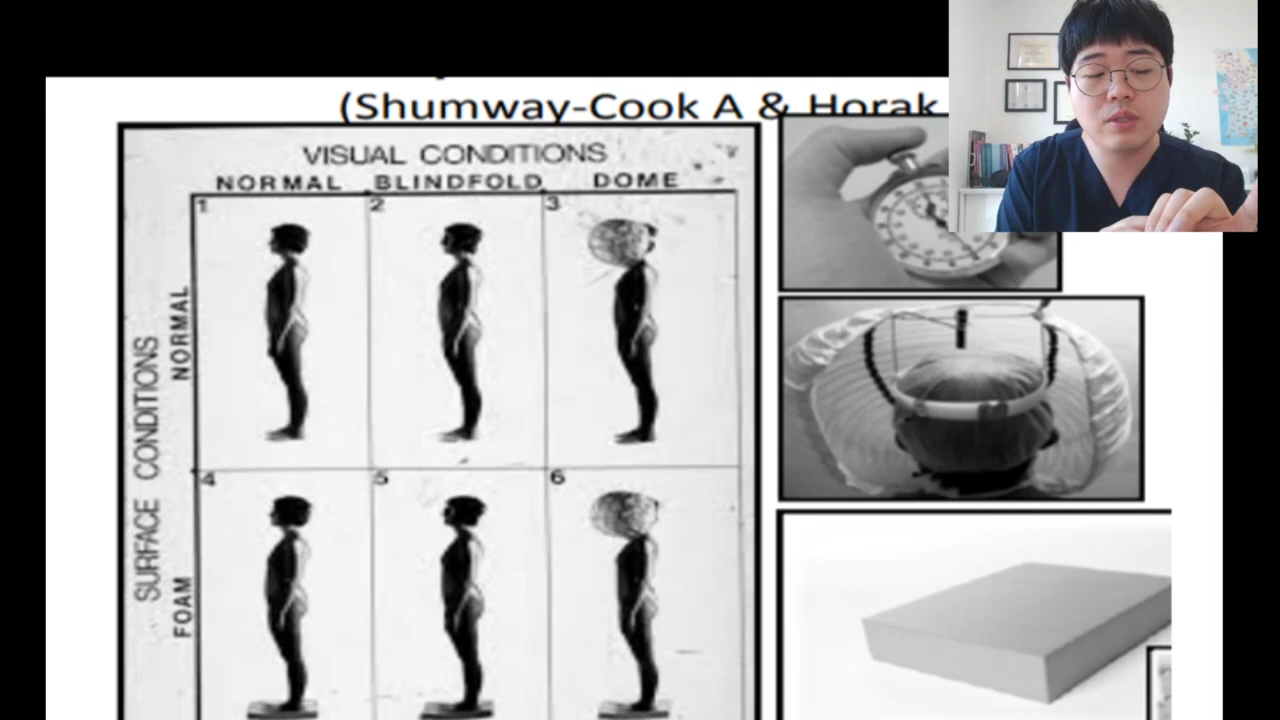 (Shumway-Cook A & Horak
VISUAL CONDITIONS
NORMAL BLINDFOLD DOME
1 2 3
NORMAL
4 5 6
FOAM
SURFACE CONDITIONS